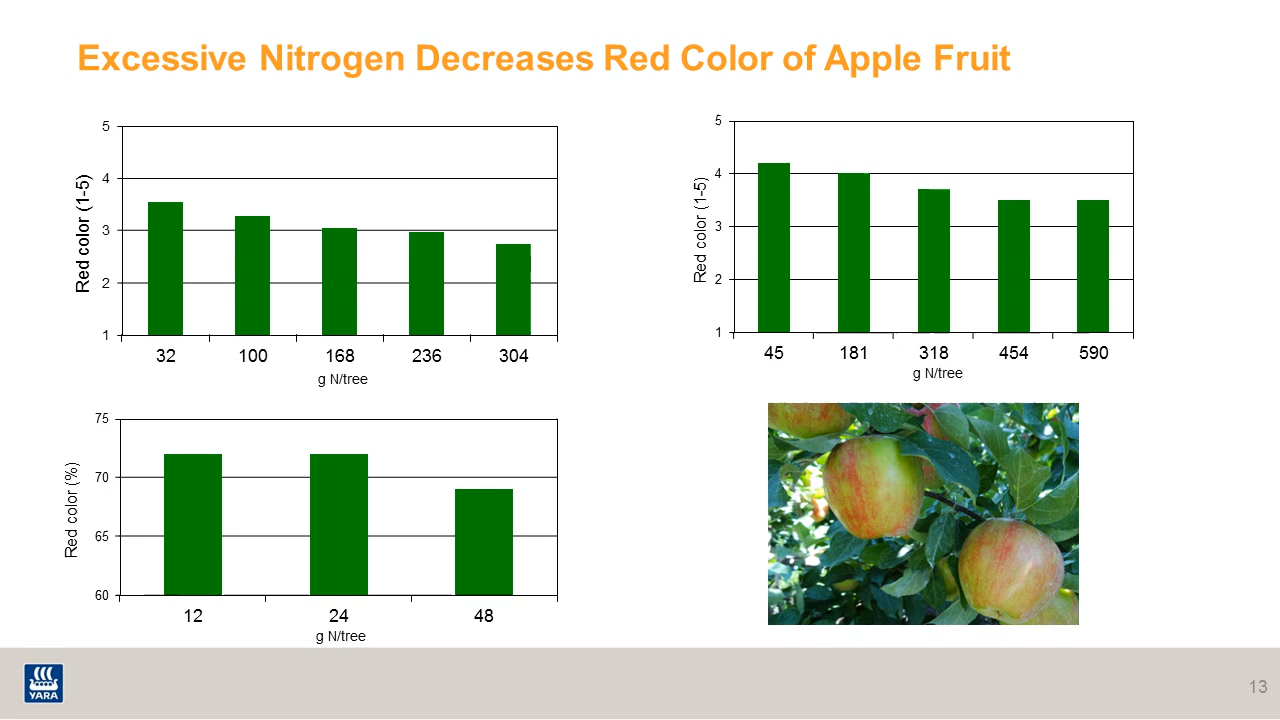 Excessive Nitrogen Decreases Red Color of Apple Fruit
5
4
3
2
1
Red color (1-5)
32 100 168 236 304
g N/tree
5
4
3
2
1
Red color (1-5)
45 181 318 454 590
g N/tree
75
70
65
60
Red color (%)
12 24 48
g N/tree
YARA
13